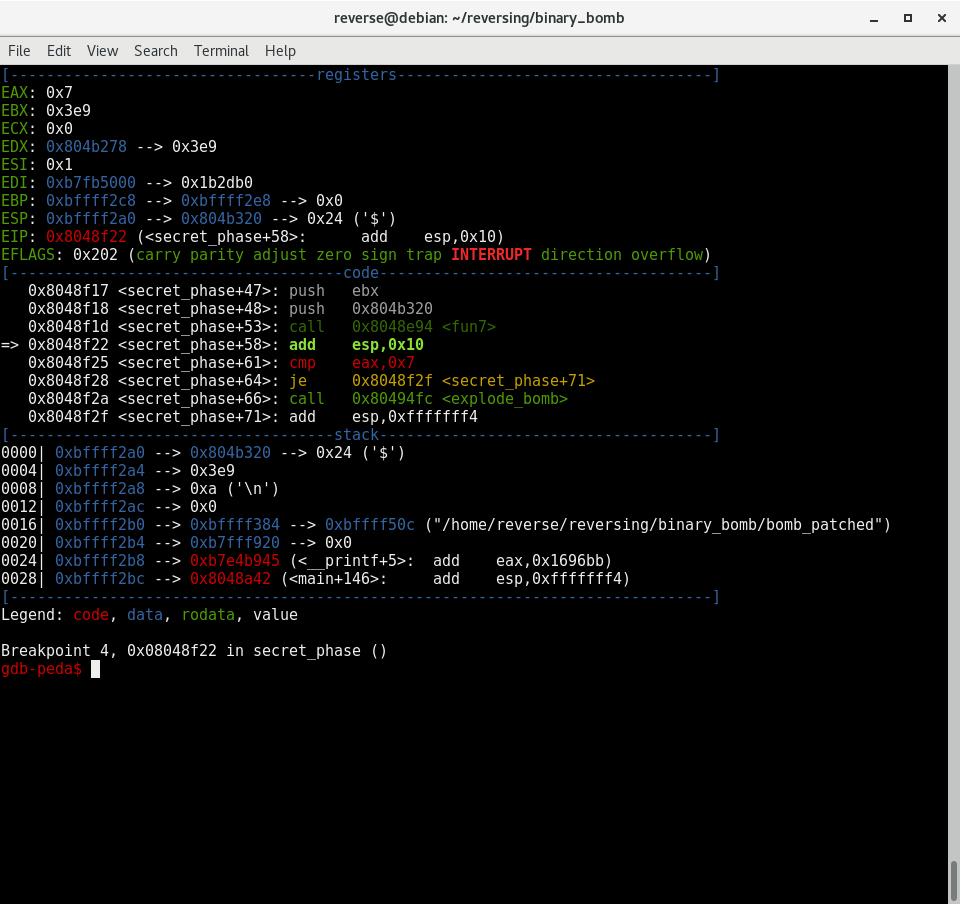 reverse@debian: ~/reversing/binary_bomb
File Edit View Search Terminal Help
[----------------------------------registers-----------------------------------]
EAX: 0x7
EBX: 0x3e9
ECX: 0x0
EDX: 0x804b278 --> 0x3e9
ESI: 0x1
EDI: 0xb7fb5000 --> 0x1b2db0
EBP: 0xbffff2c8 --> 0xbffff2e8 --> 0x0
ESP: 0xbffff2a0 --> 0x804b320 --> 0x24 ('$')
EIP: 0x8048f22 (<secret_phase+58>:      add    esp,0x10)
EFLAGS: 0x202 (carry parity adjust zero sign trap INTERRUPT direction overflow)
[-------------------------------------code-------------------------------------]
   0x8048f17 <secret_phase+47>: push   ebx
   0x8048f18 <secret_phase+48>: push   0x804b320
   0x8048f1d <secret_phase+53>: call   0x8048e94 <fun7>
=> 0x8048f22 <secret_phase+58>: add    esp,0x10
   0x8048f25 <secret_phase+61>: cmp    eax,0x7
   0x8048f28 <secret_phase+64>: je     0x8048f2f <secret_phase+71>
   0x8048f2a <secret_phase+66>: call   0x80494fc <explode_bomb>
   0x8048f2f <secret_phase+71>: add    esp,0xfffffff4
[------------------------------------stack-------------------------------------]
0000| 0xbffff2a0 --> 0x804b320 --> 0x24 ('$')
0004| 0xbffff2a4 --> 0x3e9
0008| 0xbffff2a8 --> 0xa ('\n')
0012| 0xbffff2ac --> 0x0
0016| 0xbffff2b0 --> 0xbffff384 --> 0xbffff50c ("/home/reverse/reversing/binary_bomb/bomb_patched")
0020| 0xbffff2b4 --> 0xb7fff920 --> 0x0
0024| 0xbffff2b8 --> 0xb7e4b945 (<__printf+5>:  add    eax,0x1696bb)
0028| 0xbffff2bc --> 0x8048a42 (<main+146>:     add    esp,0xfffffff4)
[------------------------------------------------------------------------------]
Legend: code, data, rodata, value

Breakpoint 4, 0x08048f22 in secret_phase ()
gdb-peda$